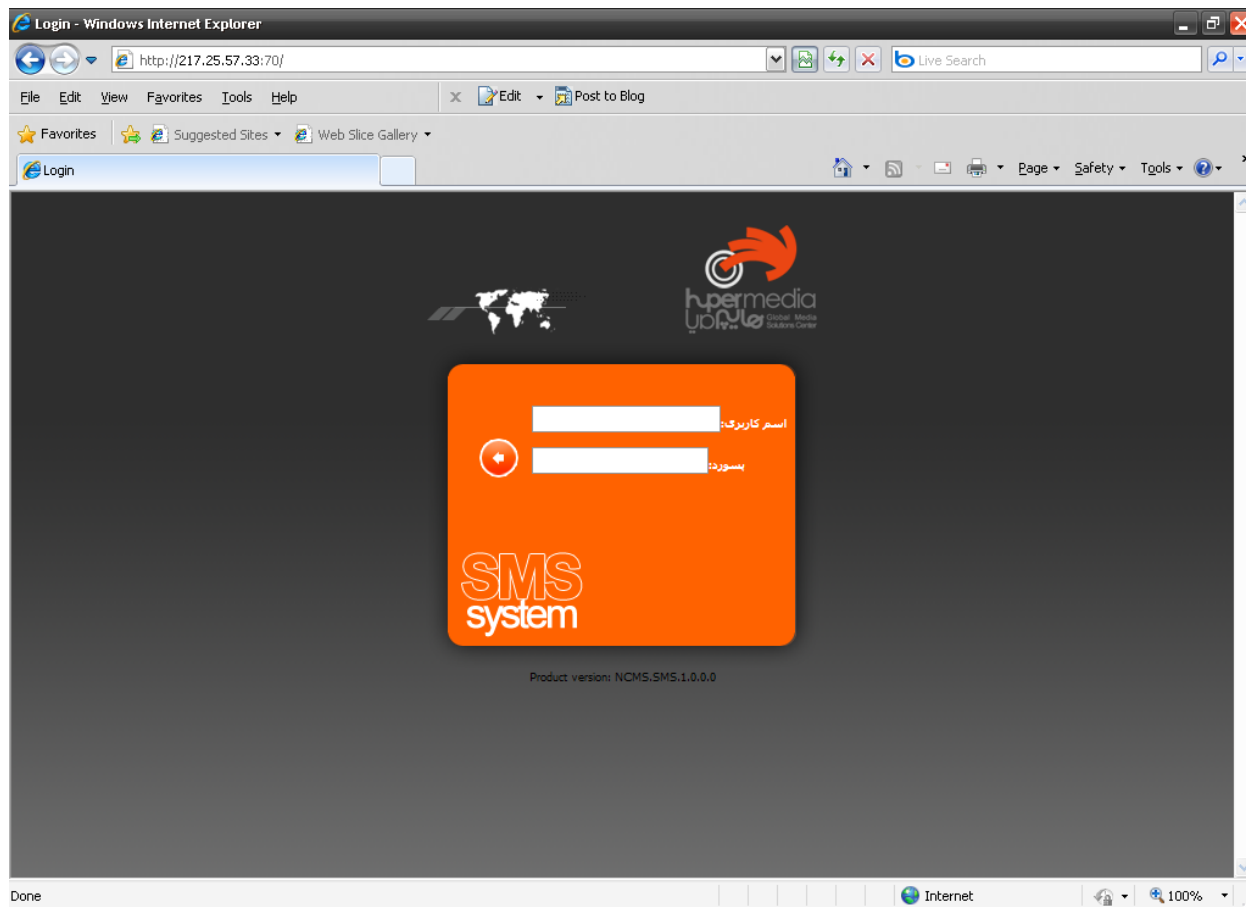 Login - Windows Internet Explorer
http://217.25.57.33:70/
Live Search
File Edit View Favorites Tools Help
x Edit Post to Blog
Favorites Suggested Sites Web Slice Gallery
Login
Page Safety Tools
hypermedia
هایپرمدیا
Global Media
Solutions Center
اسم کاربری:
پسورد:
SMS
system
Product version: NCMS.SMS.1.0.0.0
Done
Internet
100%